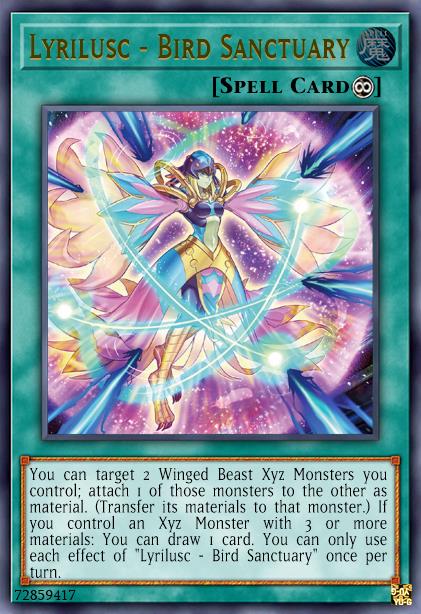 Lyrilusc - Bird Sanctuary
[Spell Card]
You can target 2 Winged Beast Xyz Monsters you
control; attach 1 of those monsters to the other as
material. (Transfer its materials to that monster.) If
you control an Xyz Monster with 3 or more
materials: You can draw 1 card. You can only use
each effect of "Lyrilusc - Bird Sanctuary" once per
turn.
72859417